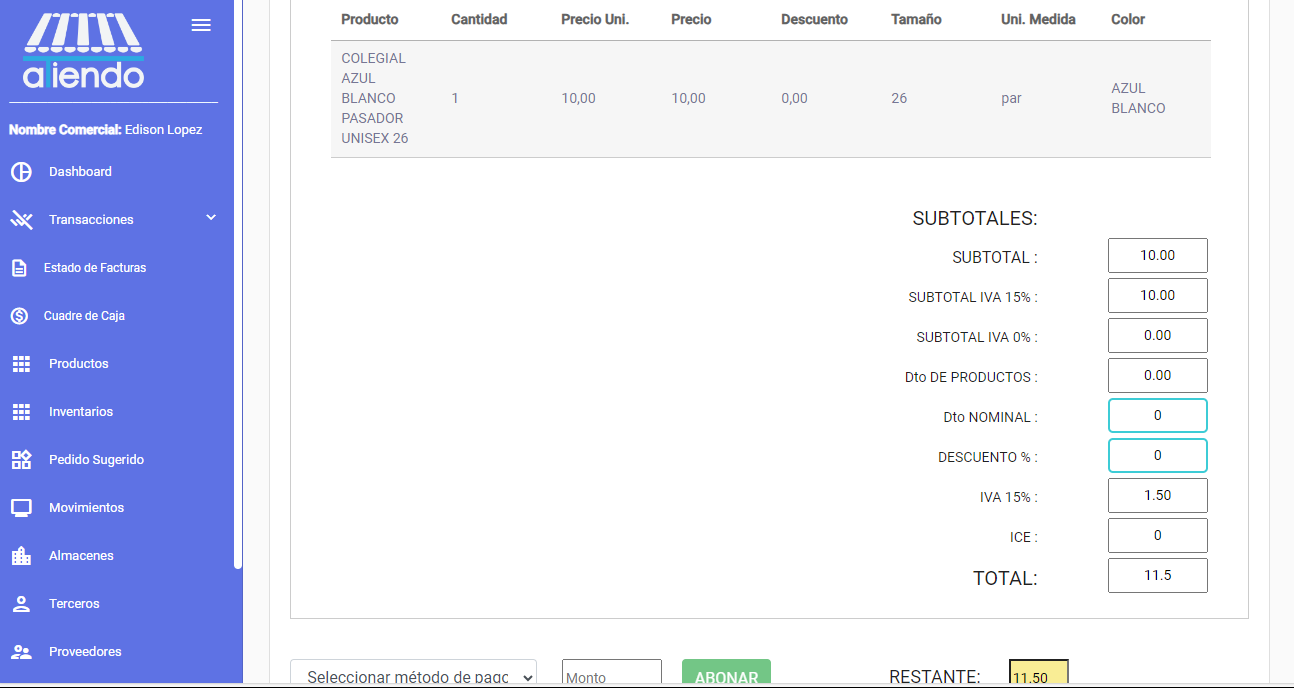 aTiendo
Nombre Comercial: Edison Lopez
Dashboard
Transacciones
Estado de Facturas
Cuadre de Caja
Productos
Inventarios
Pedido Sugerido
Movimientos
Almacenes
Terceros
Proveedores
Producto Cantidad Precio Uni. Precio Descuento Tamaño Uni. Medida Color
COLEGIAL
AZUL
BLANCO
PASADOR
UNISEX 26
1 10,00 10,00 0,00 26 par
AZUL
BLANCO
SUBTOTALES:
SUBTOTAL : 10.00
SUBTOTAL IVA 15% : 10.00
SUBTOTAL IVA 0% : 0.00
Dto DE PRODUCTOS : 0.00
Dto NOMINAL : 0
DESCUENTO % : 0
IVA 15% : 1.50
ICE : 0
TOTAL: 11.5
Seleccionar método de pago Monto ABONAR RESTANTE: 11.50